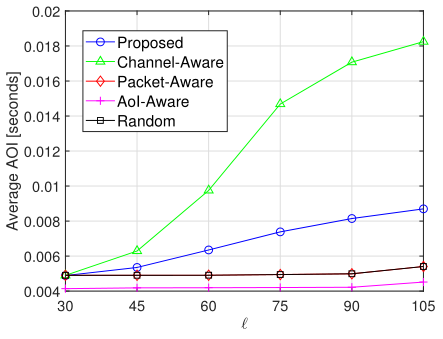 0.02
0.018
0.016
0.014
0.012
0.01
0.008
0.006
0.004
Average AOI [seconds]
Proposed
Channel-Aware
Packet-Aware
AoI-Aware
Random
30 45 60 75 90 105
ℓ